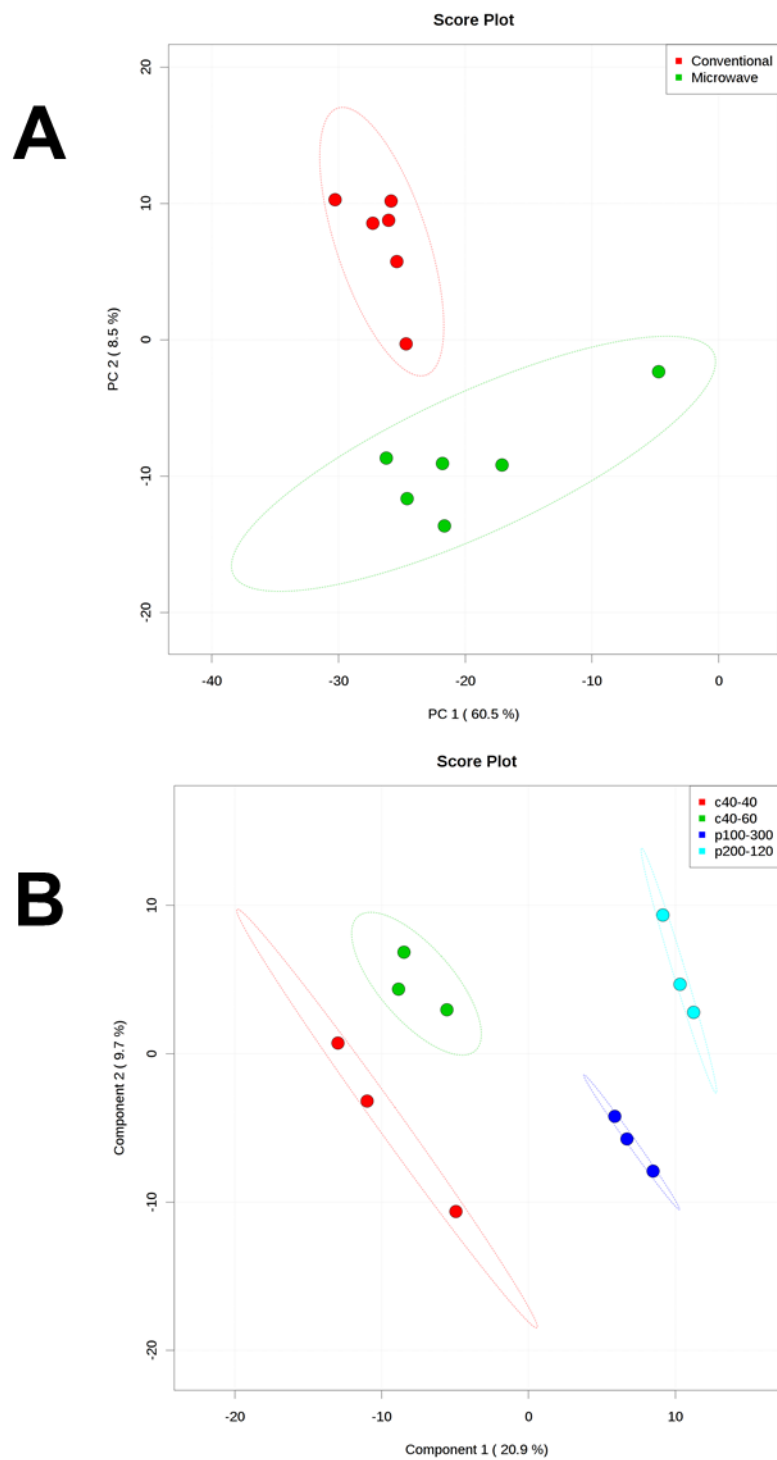 Score Plot
A
Conventional
Microwave
20
10
0
-10
-20
PC 2 ( 8.5 %)
-40 -30 -20 -10 0
PC 1 ( 60.5 %)
Score Plot
B
c40-40
c40-60
p100-300
p200-120
10
0
-10
-20
Component 2 ( 9.7 %)
-20 -10 0 10
Component 1 ( 20.9 %)